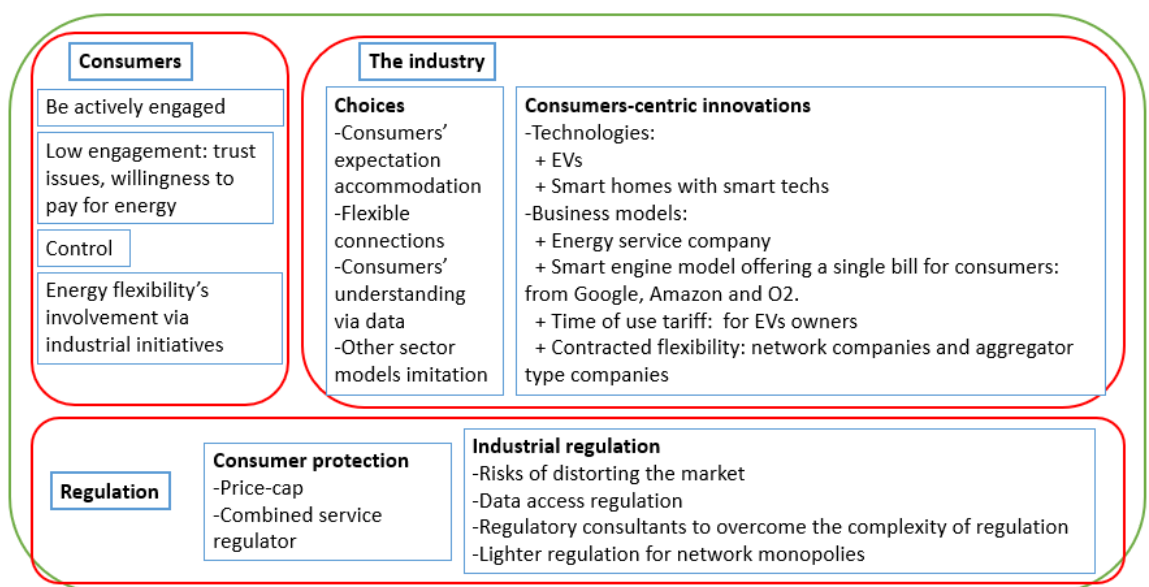 Consumers
Be actively engaged
Low engagement: trust
issues, willingness to
pay for energy
Control
Energy flexibility's
involvement via
industrial initiatives
The industry
Choices
-Consumers'
expectation
accommodation
-Flexible
connections
-Consumers'
understanding
via data
-Other sector
models imitation
Consumers-centric innovations
-Technologies:
+ EVs
+ Smart homes with smart techs
-Business models:
+ Energy service company
+ Smart engine model offering a single bill for consumers:
from Google, Amazon and O2.
+ Time of use tariff:  for EVs owners
+ Contracted flexibility: network companies and aggregator
type companies
Regulation
Consumer protection
-Price-cap
-Combined service
regulator
Industrial regulation
-Risks of distorting the market
-Data access regulation
-Regulatory consultants to overcome the complexity of regulation
-Lighter regulation for network monopolies